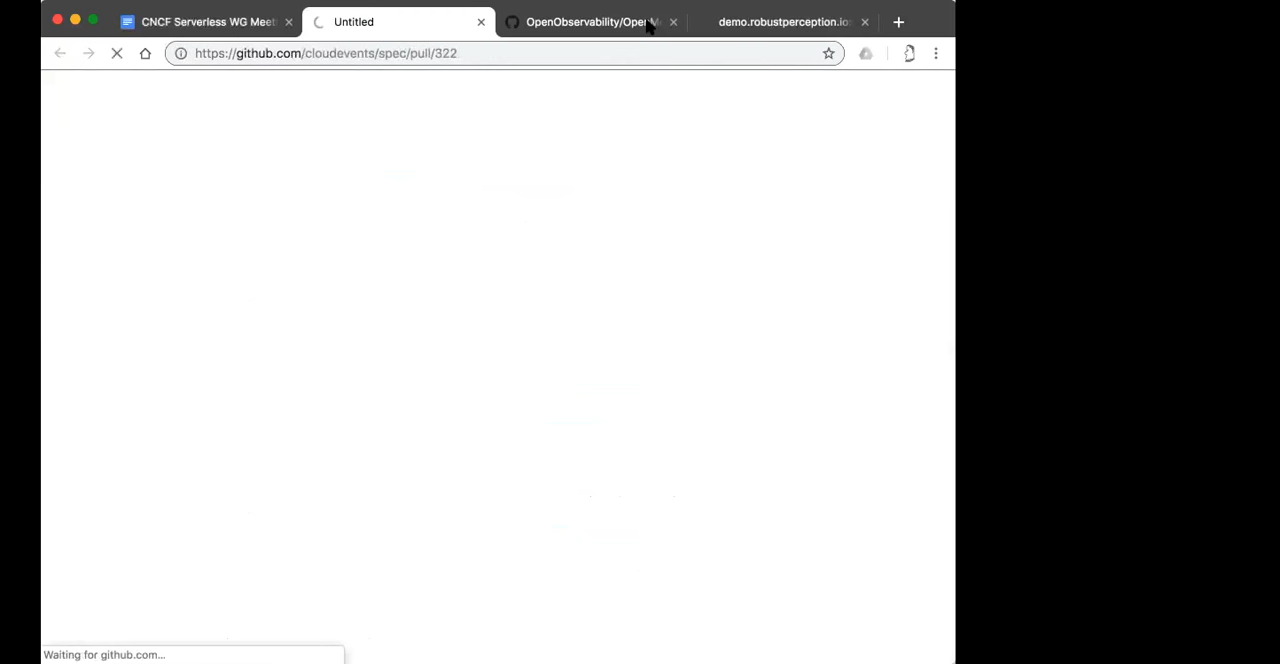 CNCF Serverless WG Meet
Untitled
OpenObservability/Open
demo.robustperception.io
https://github.com/cloudevents/spec/pull/322
Waiting for github.com...